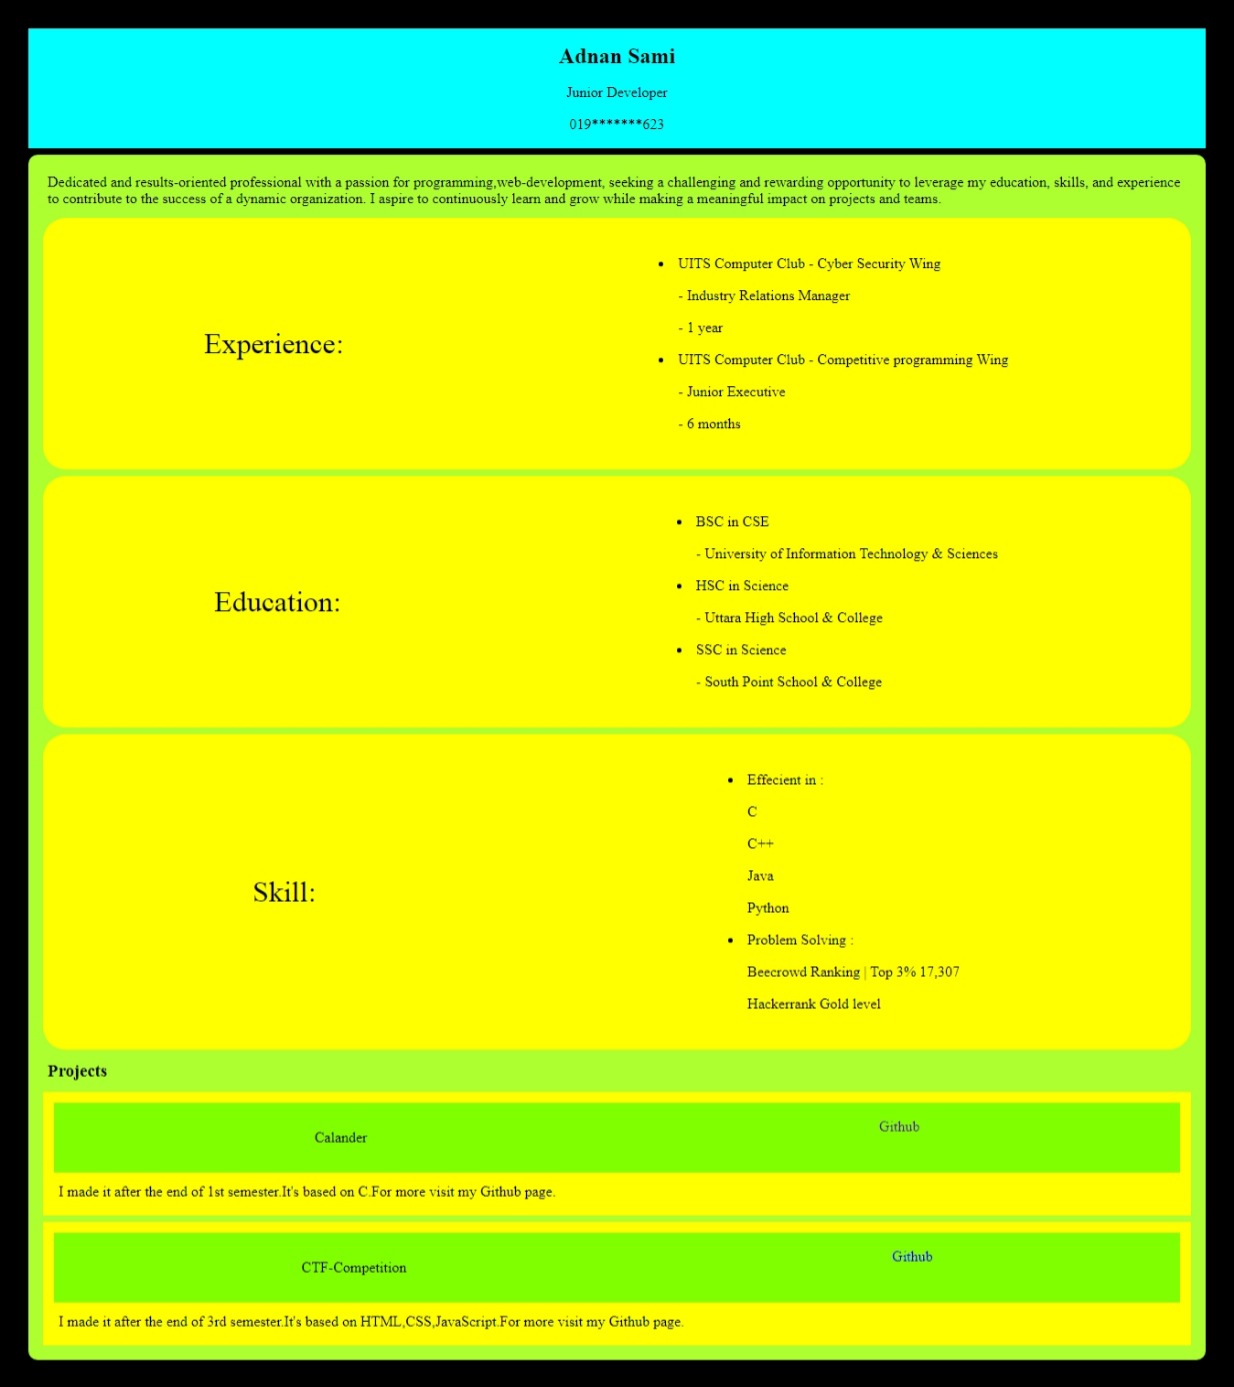 Adnan Sami
Junior Developer
019*******623
Dedicated and results-oriented professional with a passion for programming,web-development, seeking a challenging and rewarding opportunity to leverage my education, skills, and experience
to contribute to the success of a dynamic organization. I aspire to continuously learn and grow while making a meaningful impact on projects and teams.
Experience:
• UITS Computer Club - Cyber Security Wing
- Industry Relations Manager
- 1 year
• UITS Computer Club - Competitive programming Wing
- Junior Executive
- 6 months
Education:
• BSC in CSE
- University of Information Technology & Sciences
• HSC in Science
- Uttara High School & College
• SSC in Science
- South Point School & College
Skill:
• Effecient in :
C
C++
Java
Python
• Problem Solving :
Beecrowd Ranking | Top 3% 17,307
Hackerrank Gold level
Projects
Calander
Github
I made it after the end of 1st semester.It's based on C.For more visit my Github page.
CTF-Competition
Github
I made it after the end of 3rd semester.It's based on HTML,CSS,JavaScript.For more visit my Github page.